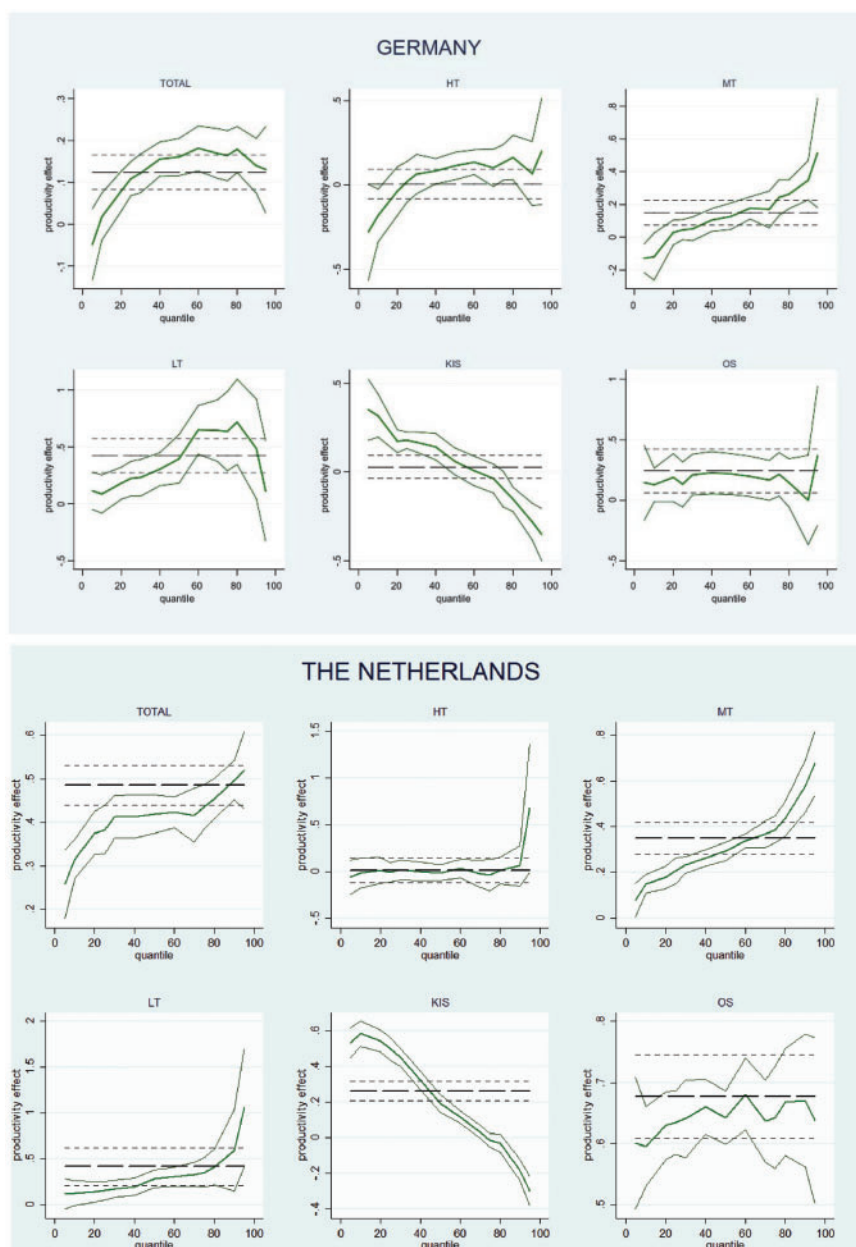 GERMANY
TOTAL
HT
MT
productivity effect
-.1 0 .1 .2 .3
0 20 40 60 80 100
quantile
productivity effect
-.5 0 .5
0 20 40 60 80 100
quantile
productivity effect
-.2 0 .2 .4 .6 .8
0 20 40 60 80 100
quantile
LT
KIS
OS
productivity effect
-.5 0 .5 1
0 20 40 60 80 100
quantile
productivity effect
-.5 0 .5
0 20 40 60 80 100
quantile
productivity effect
-.5 0 .5 1
0 20 40 60 80 100
quantile
THE NETHERLANDS
TOTAL
HT
MT
productivity effect
.2 .3 .4 .5 .6
0 20 40 60 80 100
quantile
productivity effect
-.5 0 .5 1 1.5
0 20 40 60 80 100
quantile
productivity effect
0 .2 .4 .6 .8
0 20 40 60 80 100
quantile
LT
KIS
OS
productivity effect
0 .5 1 1.5 2
0 20 40 60 80 100
quantile
productivity effect
-.4 -.2 0 .2 .4 .6
0 20 40 60 80 100
quantile
productivity effect
.5 .6 .7 .8
0 20 40 60 80 100
quantile